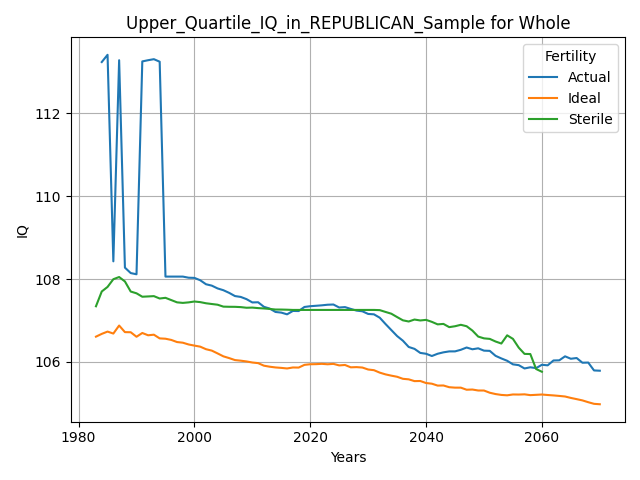 Upper_Quartile_IQ_in_REPUBLICAN_Sample for Whole
Fertility
Actual
Ideal
Sterile
112
110
108
106
IQ
1980
2000
2020
2040
2060
Years